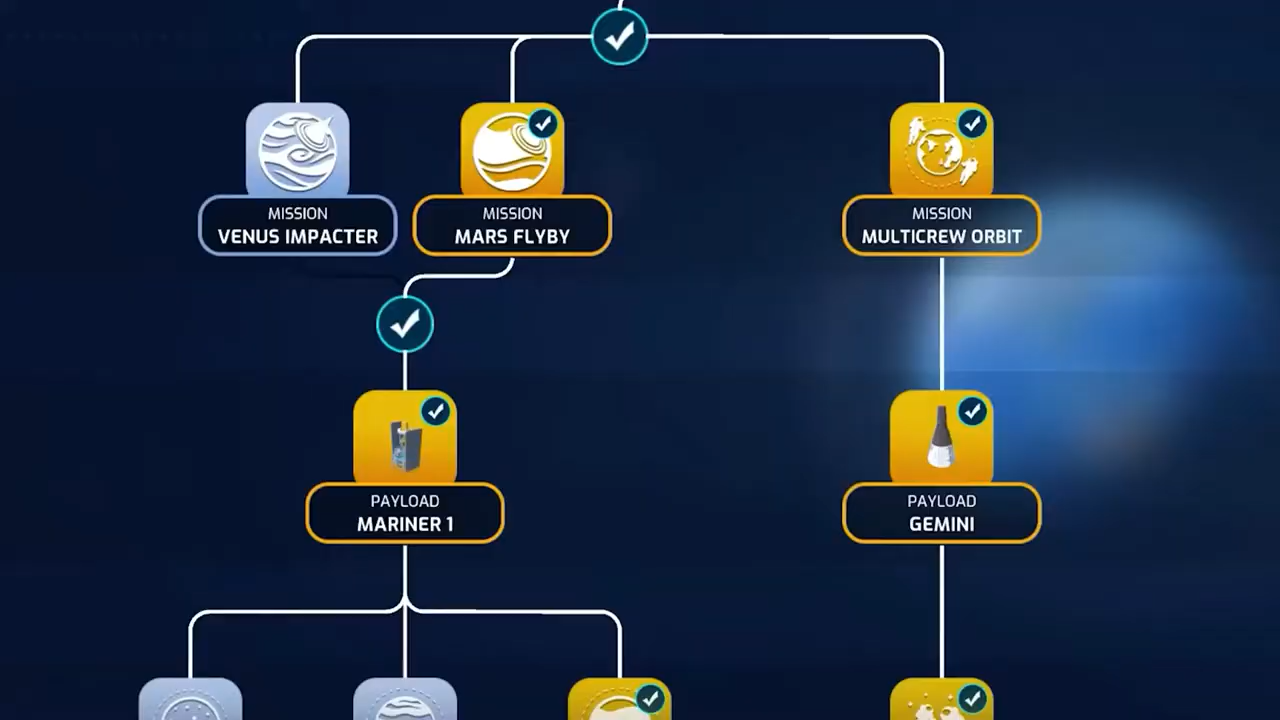 MISSION
VENUS IMPACTER
MISSION
MARS FLYBY
MISSION
MULTICREW ORBIT
PAYLOAD
MARINER 1
PAYLOAD
GEMINI